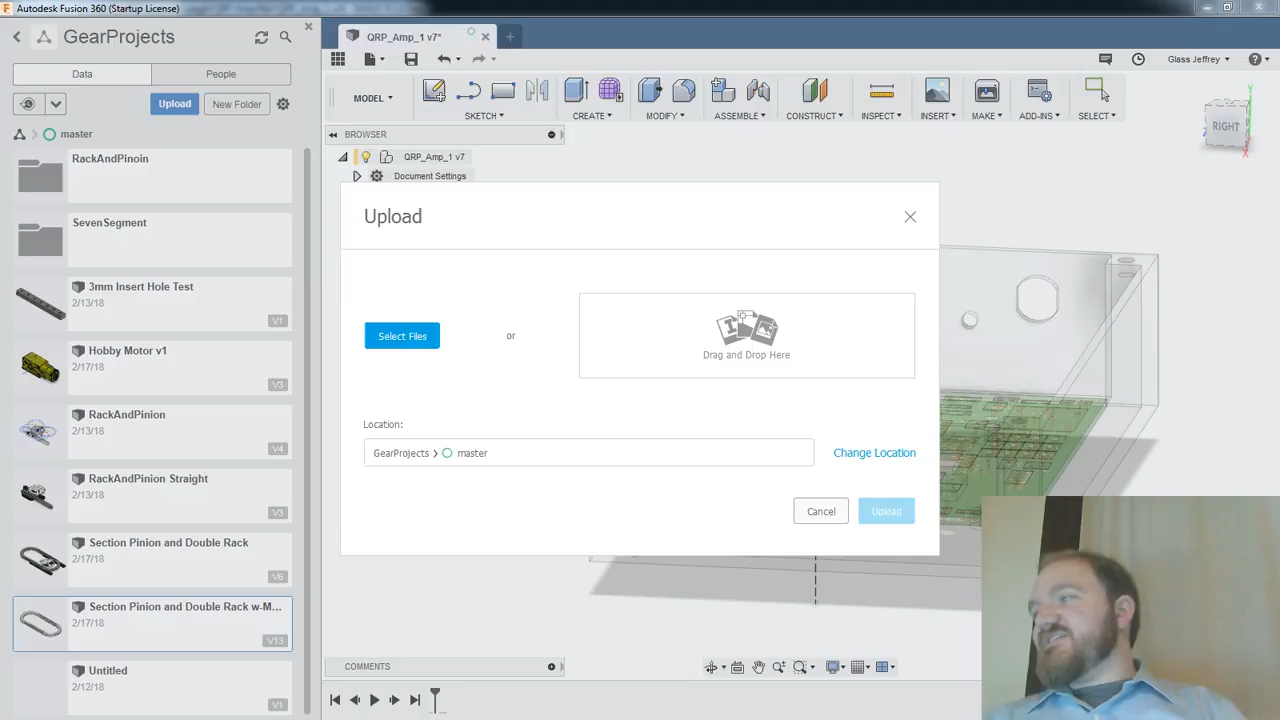 Autodesk Fusion 360 (Startup License)
GearProjects
Data
People
Upload
New Folder
master
RackAndPinoin
SevenSegment
3mm Insert Hole Test
2/13/18
V1
Hobby Motor v1
2/17/18
V3
RackAndPinion
2/13/18
V4
RackAndPinion Straight
2/13/18
V3
Section Pinion and Double Rack
2/17/18
V6
Section Pinion and Double Rack w-M...
2/17/18
V13
Untitled
2/12/18
V1
QRP_Amp_1 v7*
Glass Jeffrey
MODEL
SKETCH
CREATE
MODIFY
ASSEMBLE
CONSTRUCT
INSPECT
INSERT
MAKE
ADD-INS
SELECT
BROWSER
QRP_Amp_1 v7
Document Settings
Y
RIGHT
Z
X
Upload
Select Files
or
Drag and Drop Here
Location:
GearProjects > master
Change Location
Cancel
Upload
COMMENTS